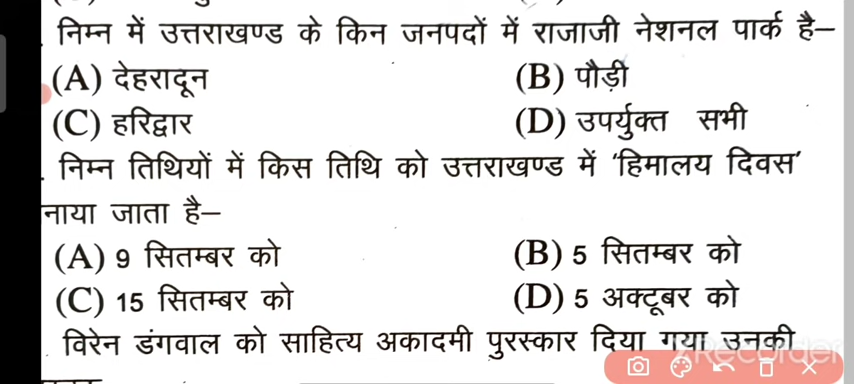 निम्न में उत्तराखण्ड के किन जनपदों में राजाजी नेशनल पार्क है–
(A) देहरादून (B) पौड़ी
(C) हरिद्वार (D) उपर्युक्त सभी
निम्न तिथियों में किस तिथि को उत्तराखण्ड में 'हिमालय दिवस'
नाया जाता है–
(A) 9 सितम्बर को (B) 5 सितम्बर को
(C) 15 सितम्बर को (D) 5 अक्टूबर को
विरेन डंगवाल को साहित्य अकादमी पुरस्कार दिया गया उनकी
XRecorder